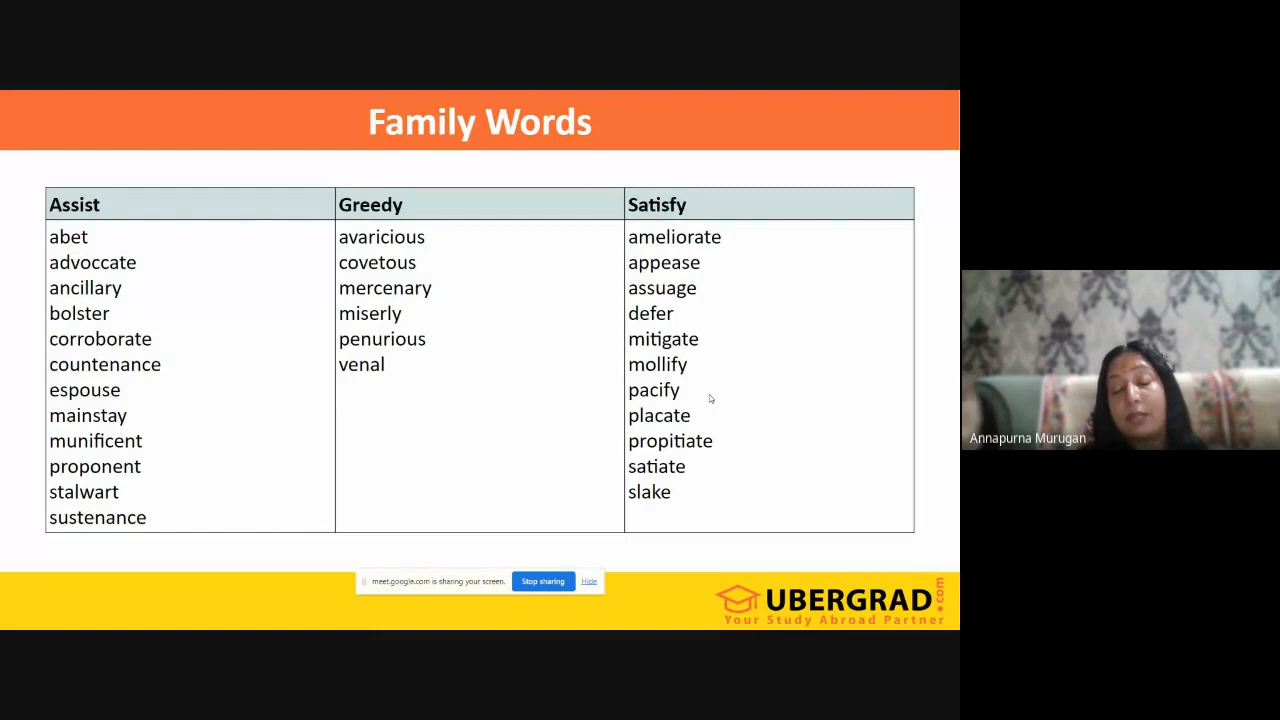 Family Words
Assist
abet
advoccate
ancillary
bolster
corroborate
countenance
espouse
mainstay
munificent
proponent
stalwart
sustenance
Greedy
avaricious
covetous
mercenary
miserly
penurious
venal
Satisfy
ameliorate
appease
assuage
defer
mitigate
mollify
pacify
placate
propitiate
satiate
slake
Annapurna Murugan
meet.google.com is sharing your screen. Stop sharing Hide
UBERGRAD.com
Your Study Abroad Partner